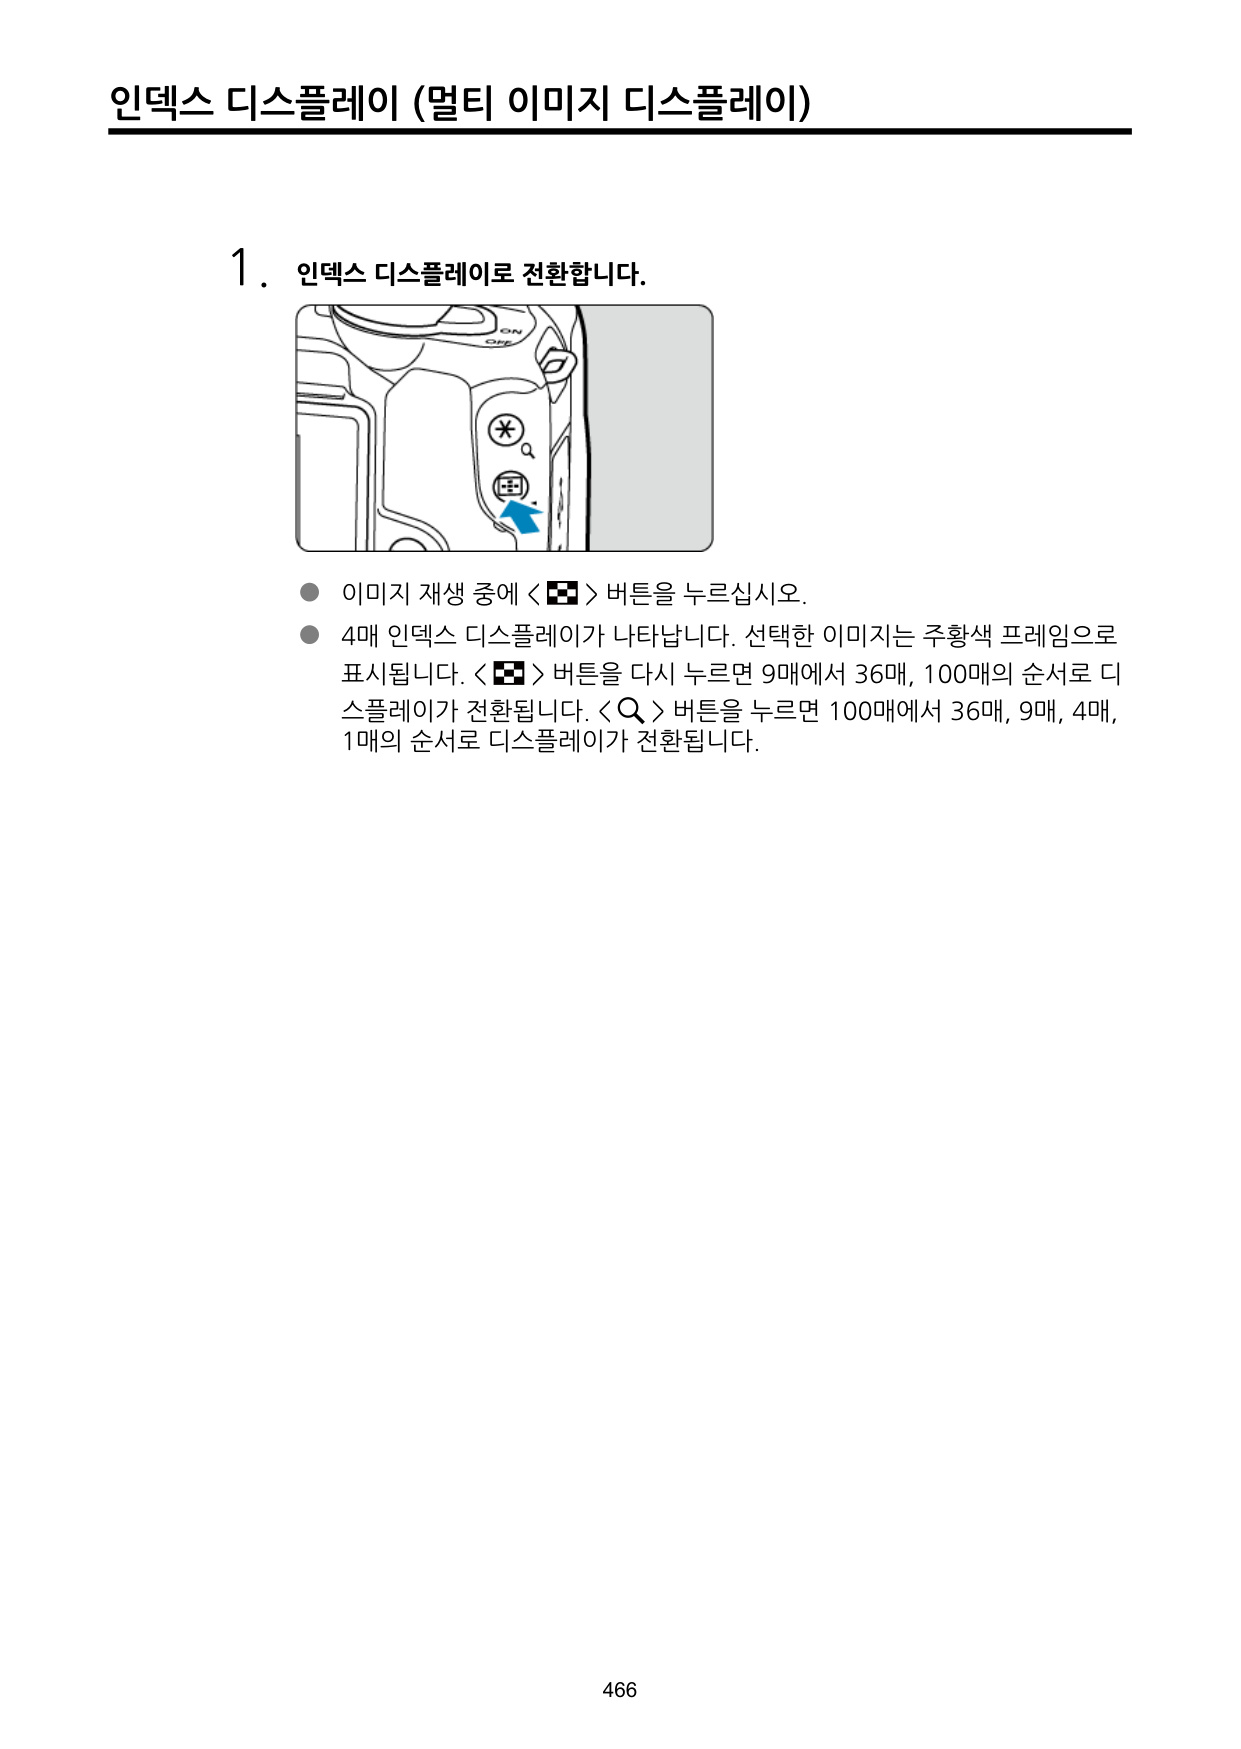 인덱스 디스플레이 (멀티 이미지 디스플레이)
1. 인덱스 디스플레이로 전환합니다.
ON
OFF
● 이미지 재생 중에 < > 버튼을 누르십시오.
● 4매 인덱스 디스플레이가 나타납니다. 선택한 이미지는 주황색 프레임으로
표시됩니다. < > 버튼을 다시 누르면 9매에서 36매, 100매의 순서로 디
스플레이가 전환됩니다. < > 버튼을 누르면 100매에서 36매, 9매, 4매,
1매의 순서로 디스플레이가 전환됩니다.
466